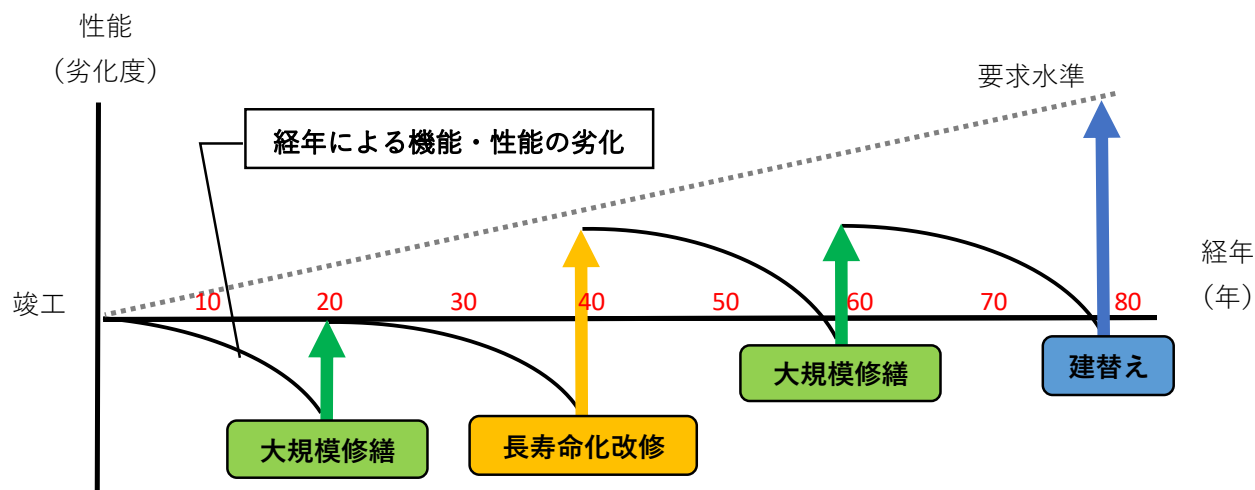 性能
（劣化度）
要求水準
経年による機能・性能の劣化
経年
（年）
竣工
10 20 30 40 50 60 70 80
大規模修繕
建替え
大規模修繕
長寿命化改修